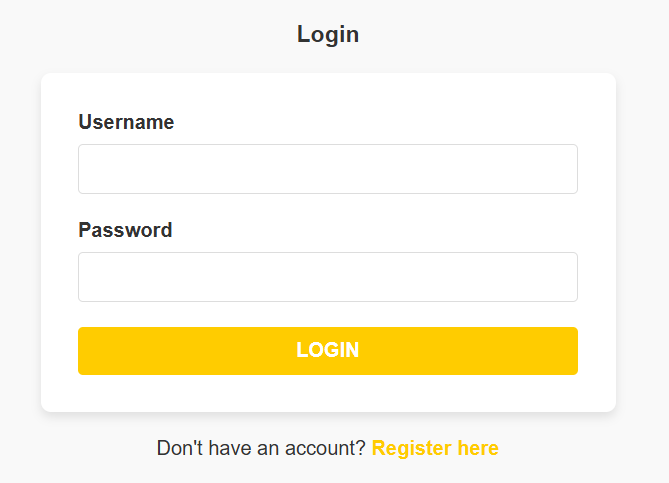 Login
Username
Password
LOGIN
Don't have an account? Register here